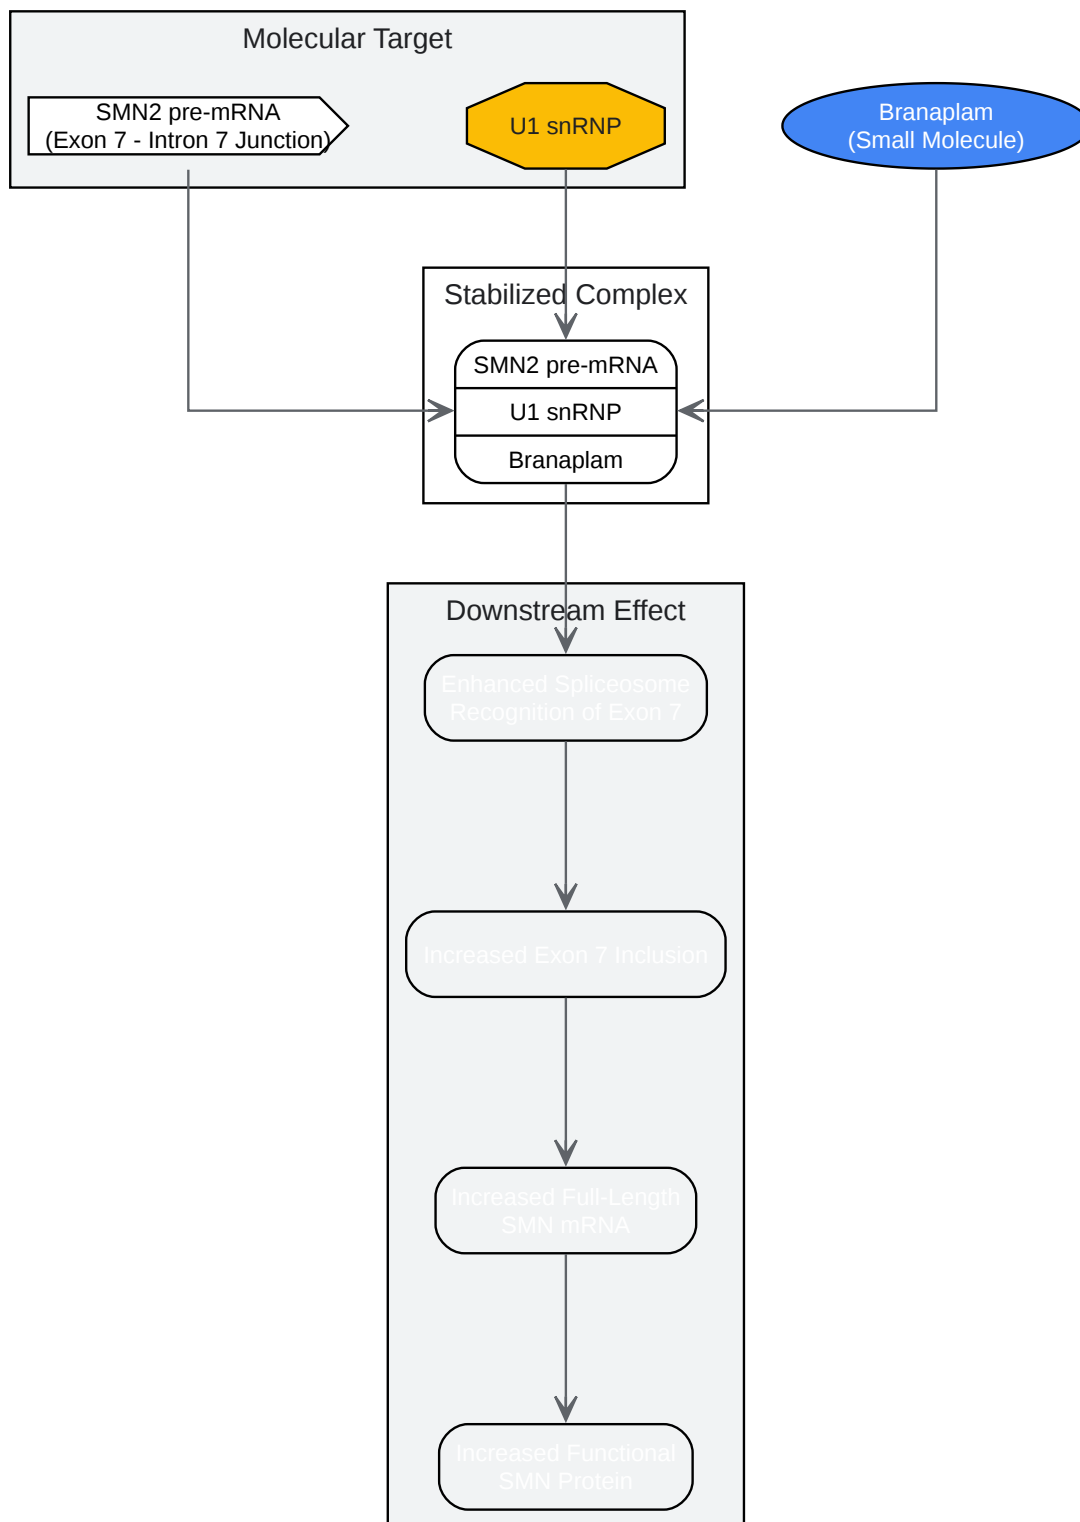 Molecular Target
SMN2 pre-mRNA
(Exon 7 - Intron 7 Junction)
U1 snRNP
Branaplam
(Small Molecule)
Stabilized Complex
SMN2 pre-mRNA
U1 snRNP
Branaplam
Downstream Effect
Enhanced Spliceosome
Recognition of Exon 7
Increased Exon 7 Inclusion
Increased Full-Length
SMN mRNA
Increased Functional
SMN Protein